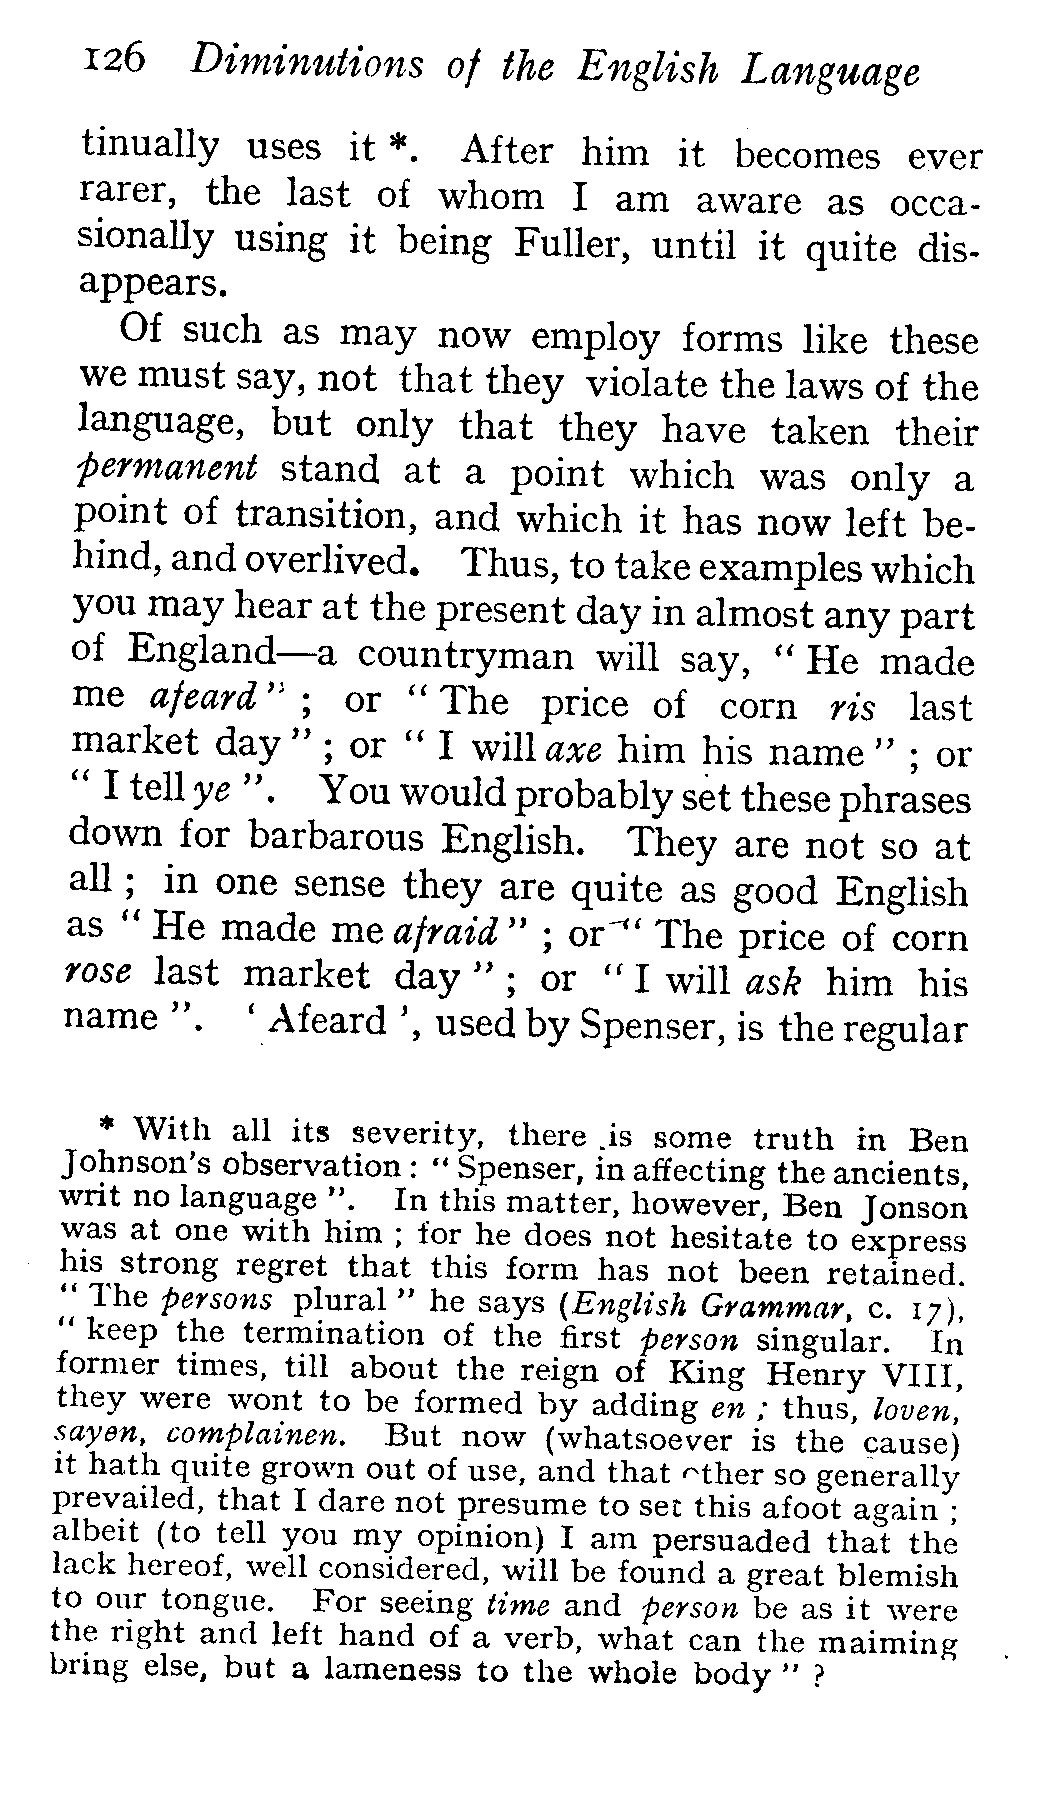 126 Diminutions of the English Language
tinually uses it *. After him it becomes ever
rarer, the last of whom I am aware as occa-
sionally using it being Fuller, until it quite dis-
appears.
Of such as may now employ forms like these
we must say, not that they violate the laws of the
language, but only that they have taken their
permanent stand at a point which was only a
point of transition, and which it has now left be-
hind, and overlived. Thus, to take examples which
you may hear at the present day in almost any part
of England—a countryman will say, " He made
me afeard " ; or " The price of corn ris last
market day " ; or " I will axe him his name " ; or
" I tell ye ". You would probably set these phrases
down for barbarous English. They are not so at
all ; in one sense they are quite as good English
as " He made me afraid " ; or " The price of corn
rose last market day " ; or " I will ask him his
name ". ' Afeard ', used by Spenser, is the regular
* With all its severity, there is some truth in Ben
Johnson's observation : " Spenser, in affecting the ancients,
writ no language ". In this matter, however, Ben Jonson
was at one with him ; for he does not hesitate to express
his strong regret that this form has not been retained.
" The persons plural " he says (English Grammar, c. 17),
" keep the termination of the first person singular. In
former times, till about the reign of King Henry VIII,
they were wont to be formed by adding en ; thus, loven,
sayen, complainen. But now (whatsoever is the cause)
it hath quite grown out of use, and that other so generally
prevailed, that I dare not presume to set this afoot again ;
albeit (to tell you my opinion) I am persuaded that the
lack hereof, well considered, will be found a great blemish
to our tongue. For seeing time and person be as it were
the right and left hand of a verb, what can the maiming
bring else, but a lameness to the whole body " ?